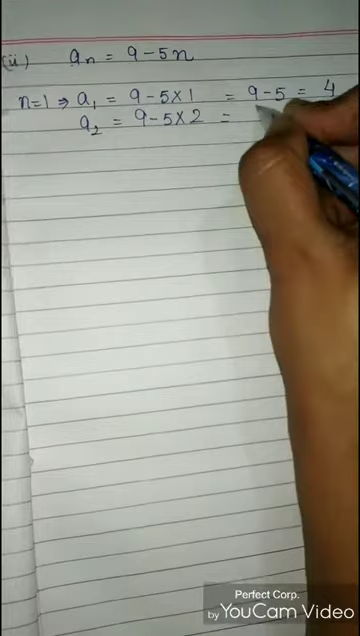 (ii) an = 9-5n
n=1 ⇒ a1 = 9-5×1 = 9-5 = 4
a2 = 9-5×2 =
Perfect Corp.
by YouCam Video